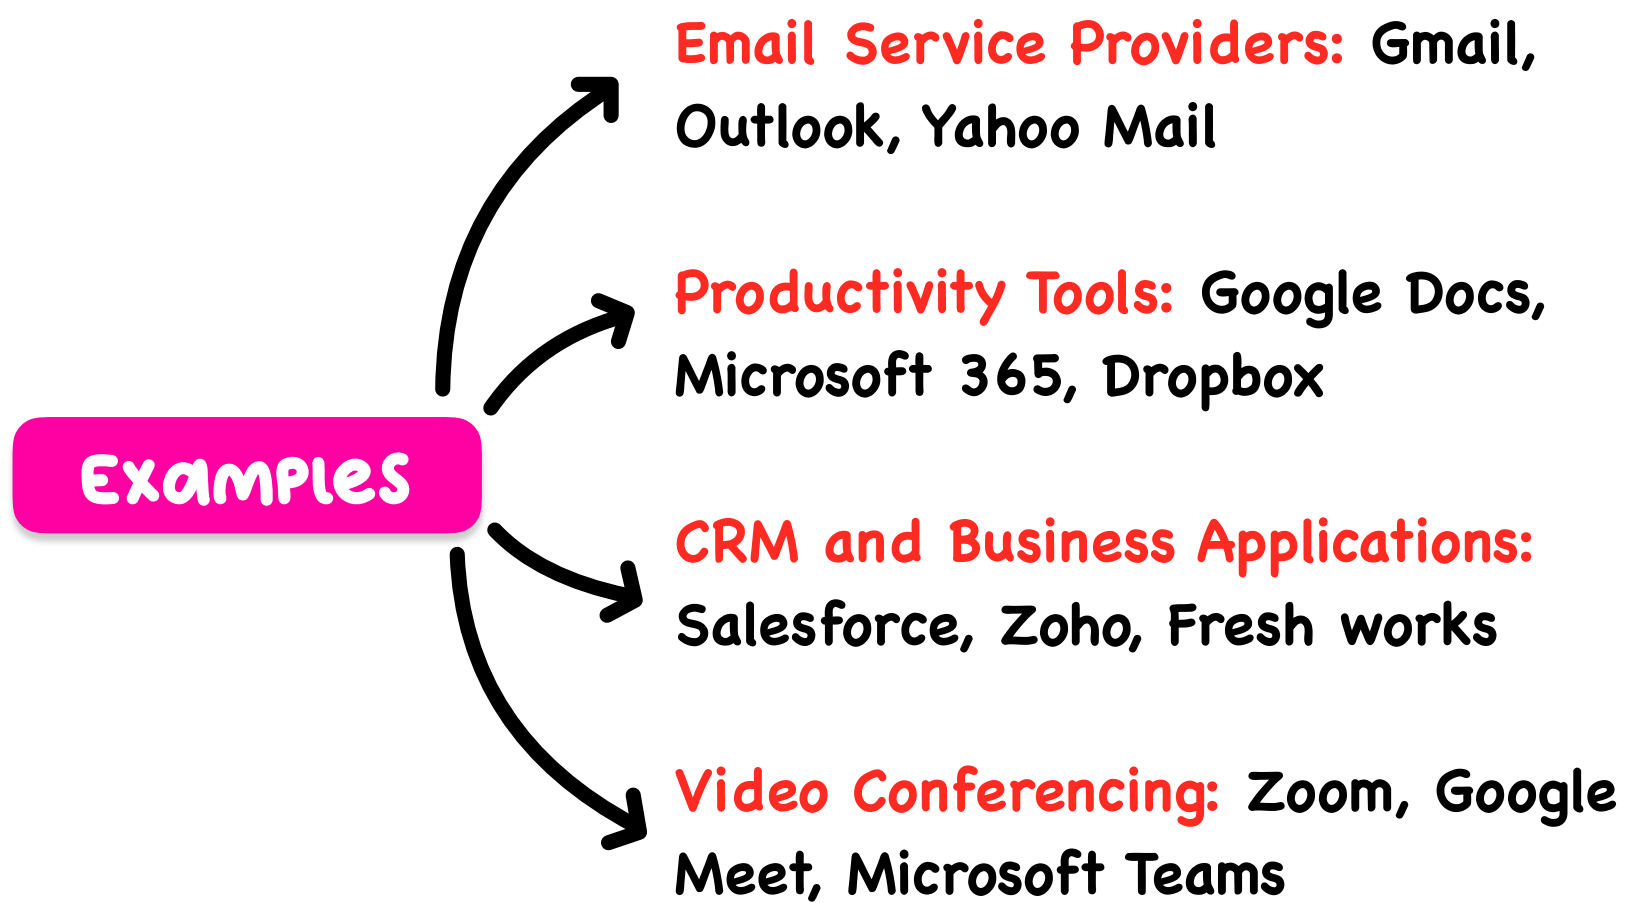 Email Service Providers: Gmail,
Outlook, Yahoo Mail
Productivity Tools: Google Docs,
Microsoft 365, Dropbox
Examples
CRM and Business Applications:
Salesforce, Zoho, Fresh works
Video Conferencing: Zoom, Google
Meet, Microsoft Teams